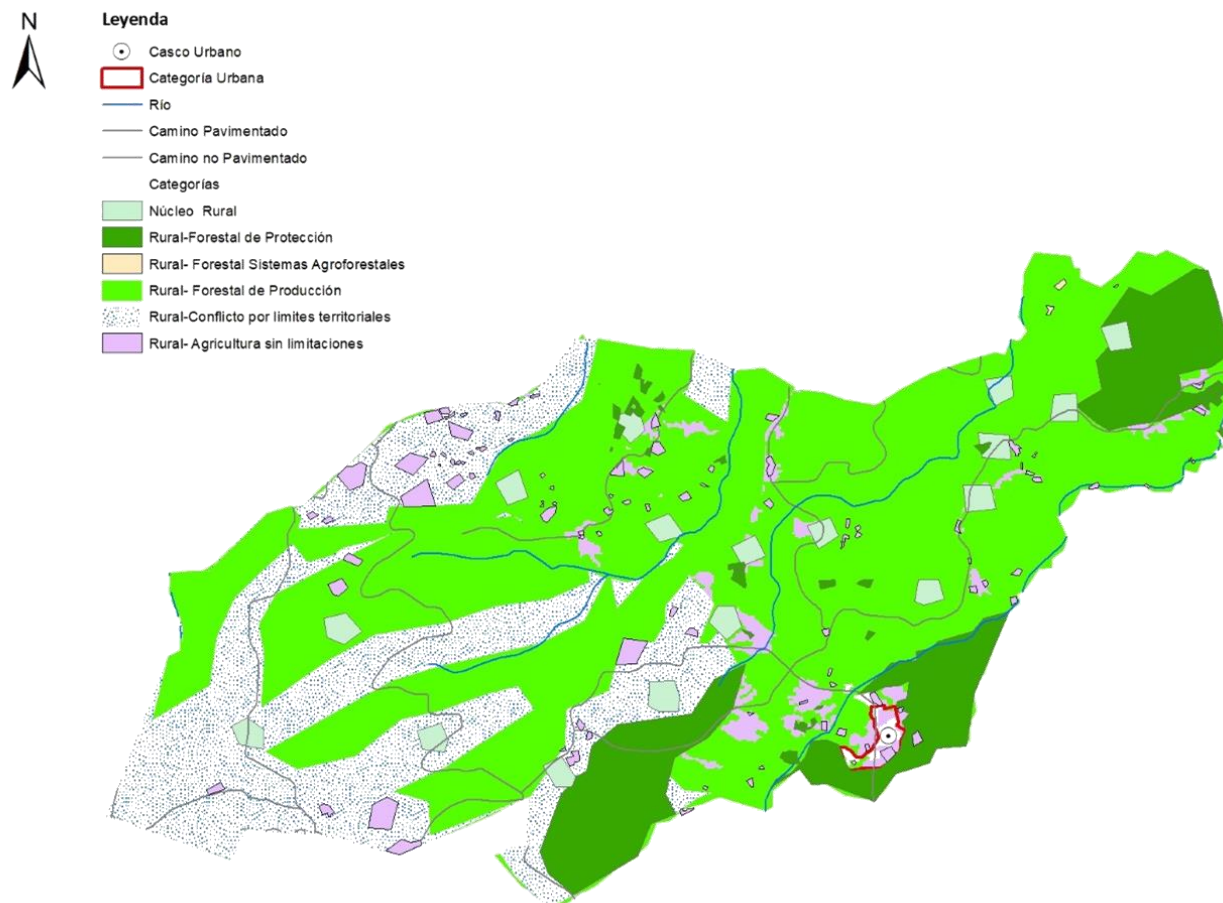 N
Leyenda
Casco Urbano
Categoría Urbana
Río
Camino Pavimentado
Camino no Pavimentado
Categorías
Núcleo Rural
Rural-Forestal de Protección
Rural- Forestal Sistemas Agroforestales
Rural- Forestal de Producción
Rural-Conflicto por limites territoriales
Rural- Agricultura sin limitaciones